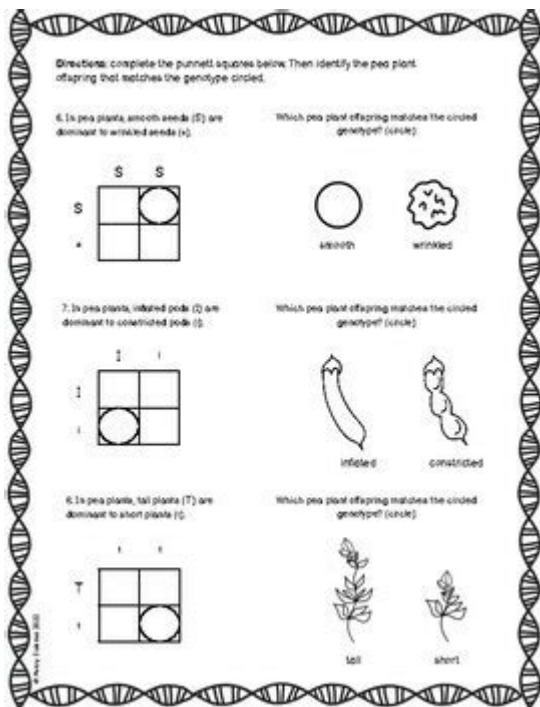 Directions: complete the punnett squares below. Then identify the pea plant
offspring that matches the genotype circled.
6. In pea plants, smooth seeds (S) are
dominant to wrinkled seeds (s).
Which pea plant offspring matches the circled
genotype? (circle)
S S
S
s
smooth wrinkled
7. In pea plants, inflated pods (I) are
dominant to constricted pods (i).
Which pea plant offspring matches the circled
genotype? (circle)
I i
I
i
inflated constricted
8. In pea plants, tall plants (T) are
dominant to short plants (t).
Which pea plant offspring matches the circled
genotype? (circle)
t t
T
t
tall short